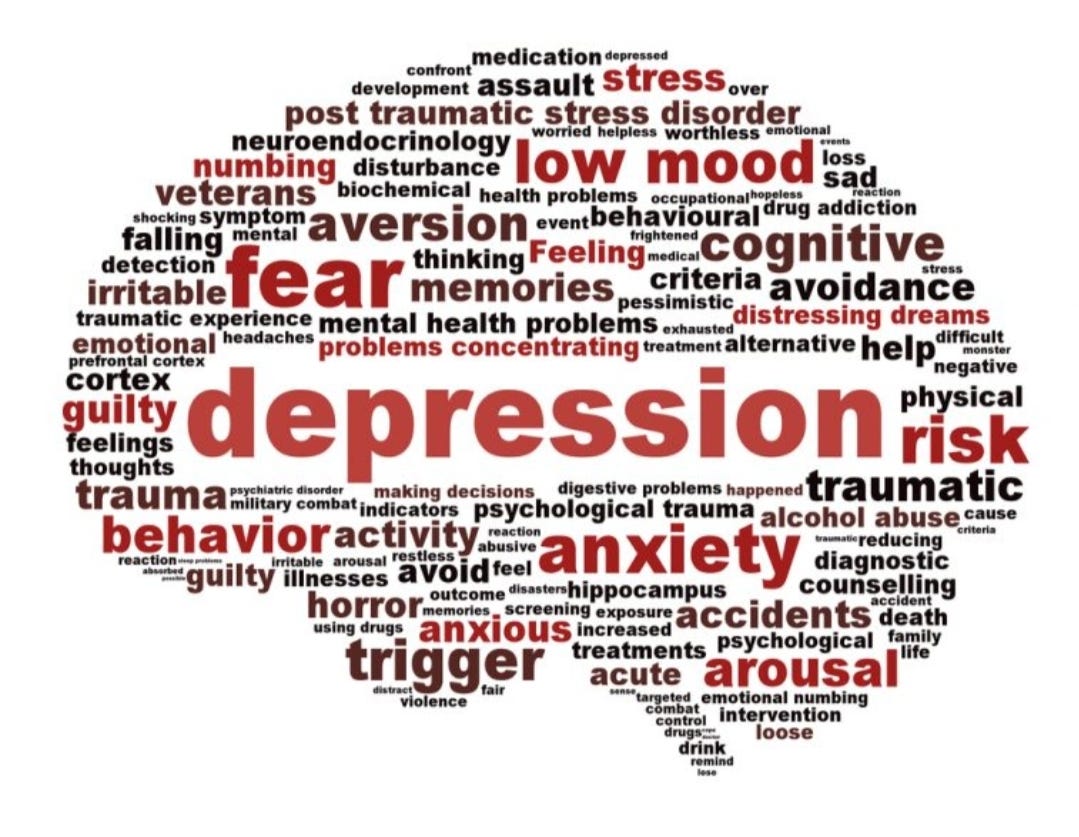 medication depressed
confront
development assault stress over
post traumatic stress disorder
neuroendocrinology worried helpless worthless emotional
events
numbing disturbance low mood loss
sad
veterans biochemical health problems occupational hopeless reaction
shocking symptom aversion event behavioural drug addiction
falling mental frightened cognitive
thinking Feeling medical
detection fear criteria stress
irritable memories avoidance
pessimistic
traumatic experience mental health problems exhausted distressing dreams
emotional headaches problems concentrating treatment alternative help difficult
monster
prefrontal cortex negative
cortex depression physical
guilty risk
feelings
thoughts
trauma psychiatric disorder making decisions digestive problems happened traumatic
military combat indicators psychological trauma alcohol abuse cause
criteria
behavior activity reaction anxiety traumatic reducing
abusive
reaction sleep problems irritable arousal restless diagnostic
absorbed guilty illnesses avoid feel
possible counselling
outcome disasters hippocampus accident
horror memories screening exposure accidents death
using drugs anxious increased psychological family
trigger treatments life
acute arousal
distract fair sense targeted emotional numbing
violence combat intervention
control
drugs loose
drink
remind
lose